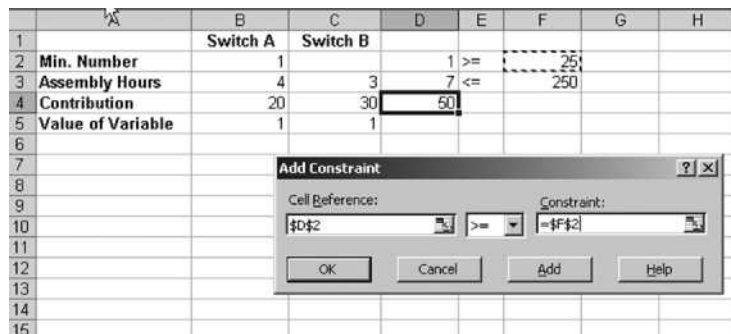 A B C D E F G H
1 Switch A Switch B
2 Min. Number 1 1 >= 25
3 Assembly Hours 4 3 7 <= 250
4 Contribution 20 30 50
5 Value of Variable 1 1
6
7
8
9
10
11
12
13
14
15
Add Constraint ? ×
Cell Reference: Constraint:
$D$2 >= =$F$2
OK Cancel Add Help